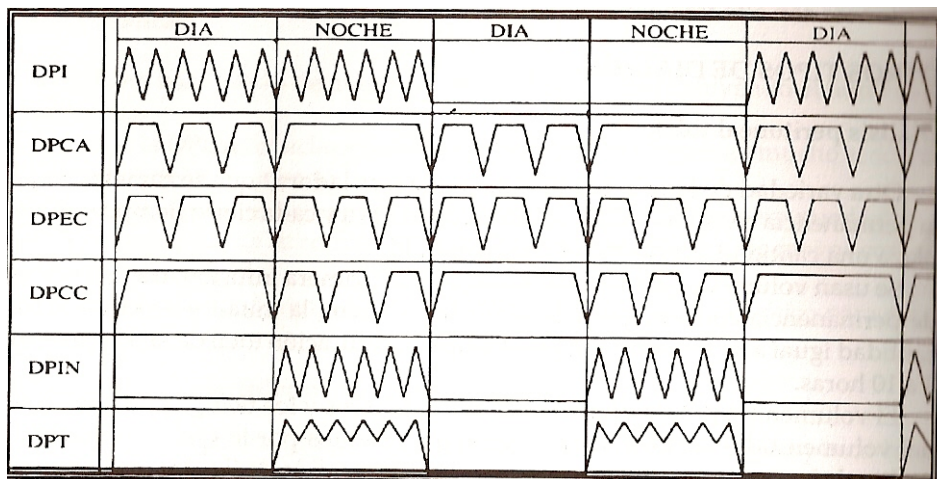 DIA NOCHE DIA NOCHE DIA
DPI
DPCA
DPEC
DPCC
DPIN
DPT